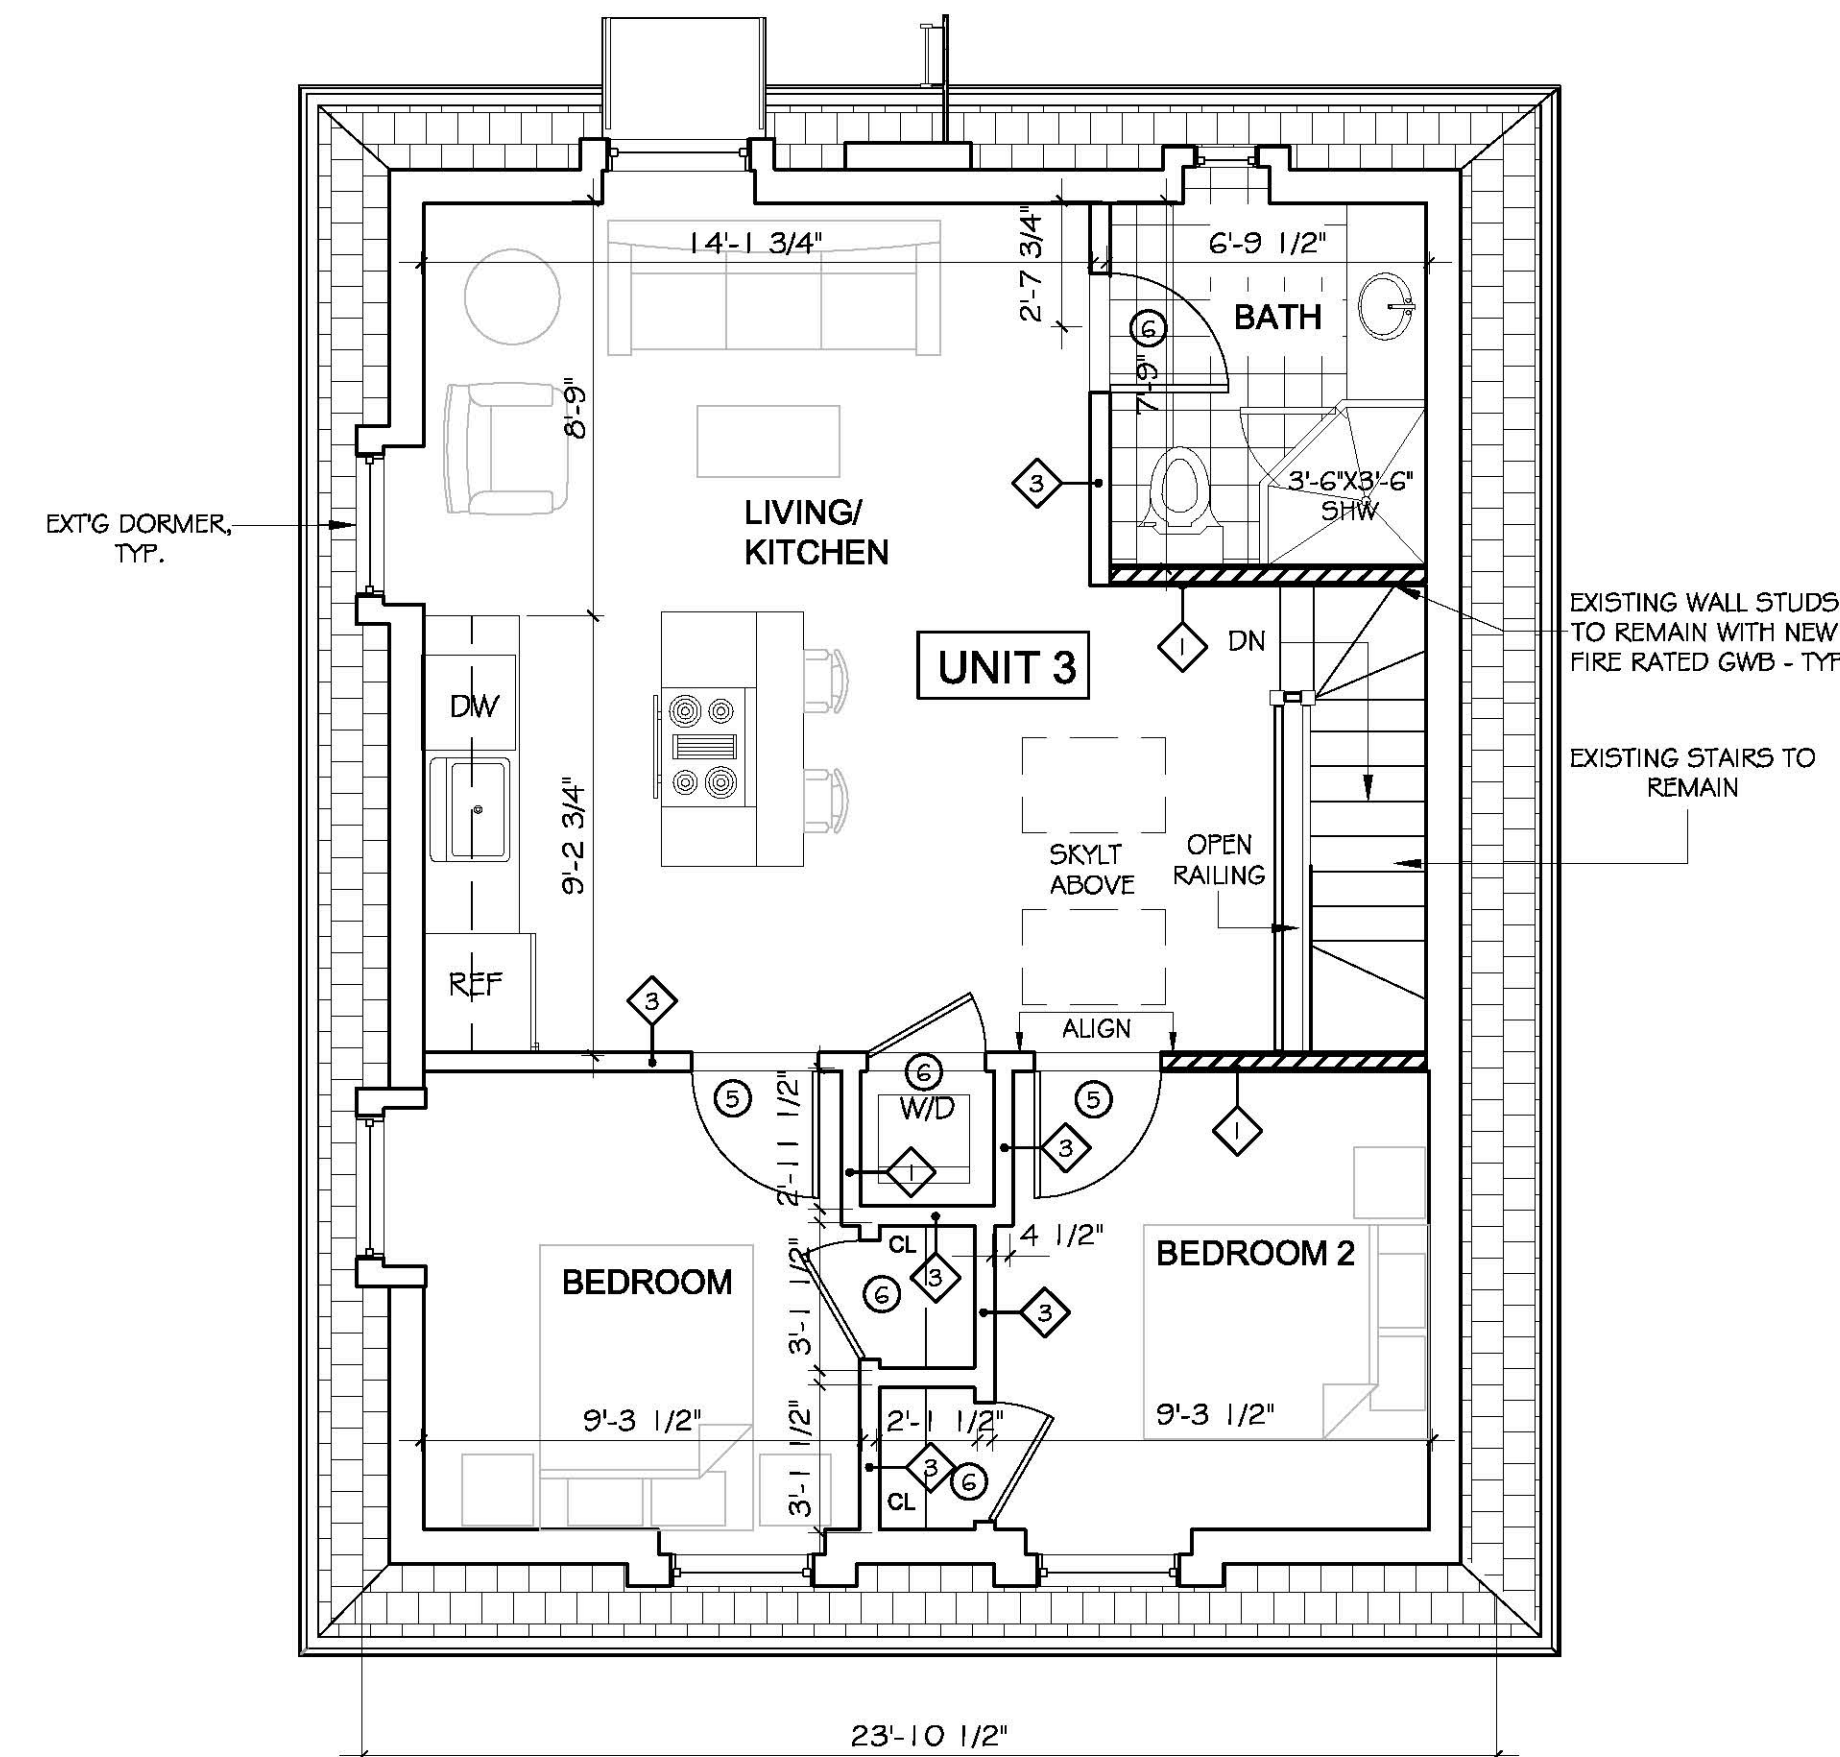 14'-1 3/4"
2'-7 3/4"
6'-9 1/2"
BATH
6
7'-9"
8'-9"
3
3'-6"X3'-6"
SHW
LIVING/
KITCHEN
EXT'G DORMER,
TYP.
EXISTING WALL STUDS
TO REMAIN WITH NEW
FIRE RATED GWB - TYP
1
DN
UNIT 3
DW
EXISTING STAIRS TO
REMAIN
9'-2 3/4"
SKYLT
ABOVE
OPEN
RAILING
REF
3
ALIGN
5
2'-11 1/2"
6
W/D
5
1
3
1
CL
4 1/2"
BEDROOM
3'-1 1/2"
6
3
BEDROOM 2
3
9'-3 1/2"
2'-1 1/2"
9'-3 1/2"
3'-1 1/2"
3
6
CL
23'-10 1/2"